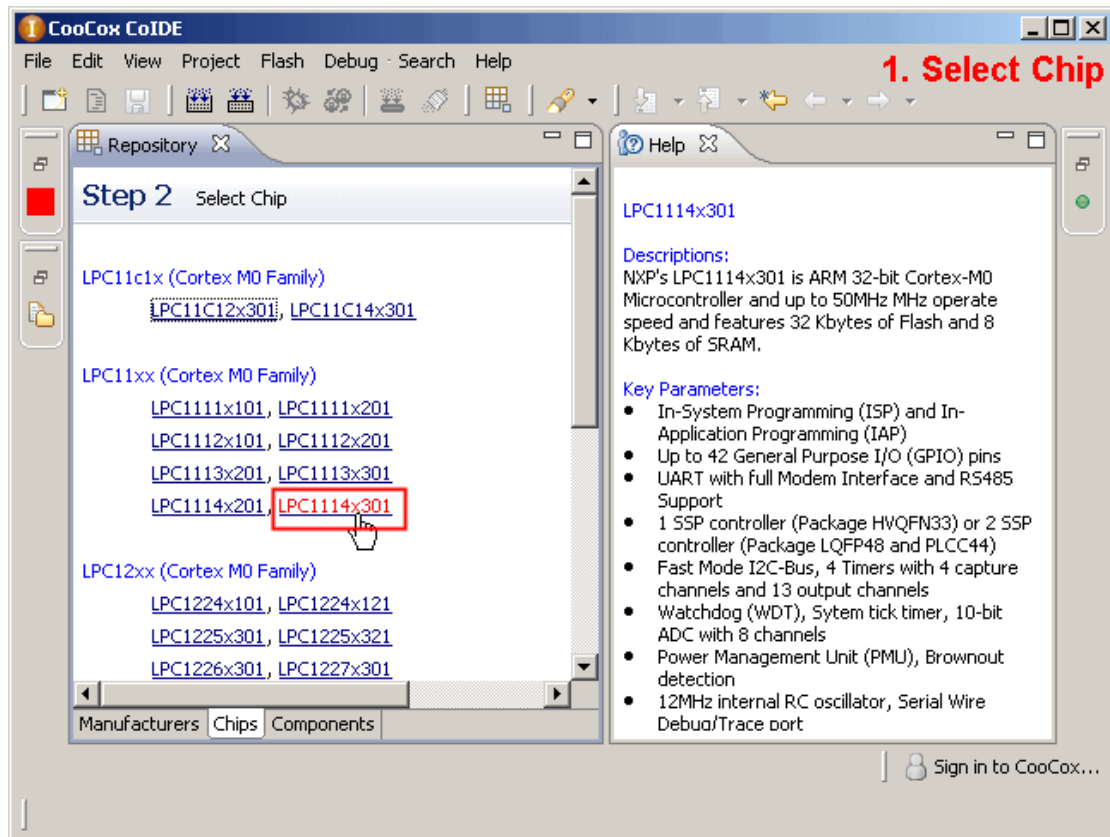 CooCox CoIDE
File Edit View Project Flash Debug Search Help
1. Select Chip
Repository
Step 2 Select Chip
LPC11c1x (Cortex M0 Family)
LPC11C12x301, LPC11C14x301
LPC11xx (Cortex M0 Family)
LPC1111x101, LPC1111x201
LPC1112x101, LPC1112x201
LPC1113x201, LPC1113x301
LPC1114x201, LPC1114x301
LPC12xx (Cortex M0 Family)
LPC1224x101, LPC1224x121
LPC1225x301, LPC1225x321
LPC1226x301, LPC1227x301
Manufacturers Chips Components
Help
LPC1114x301
Descriptions:
NXP's LPC1114x301 is ARM 32-bit Cortex-M0
Microcontroller and up to 50MHz MHz operate
speed and features 32 Kbytes of Flash and 8
Kbytes of SRAM.
Key Parameters:
• In-System Programming (ISP) and In-
Application Programming (IAP)
• Up to 42 General Purpose I/O (GPIO) pins
• UART with full Modem Interface and RS485
Support
• 1 SSP controller (Package HVQFN33) or 2 SSP
controller (Package LQFP48 and PLCC44)
• Fast Mode I2C-Bus, 4 Timers with 4 capture
channels and 13 output channels
• Watchdog (WDT), Sytem tick timer, 10-bit
ADC with 8 channels
• Power Management Unit (PMU), Brownout
detection
• 12MHz internal RC oscillator, Serial Wire
Debug/Trace port
Sign in to CooCox...